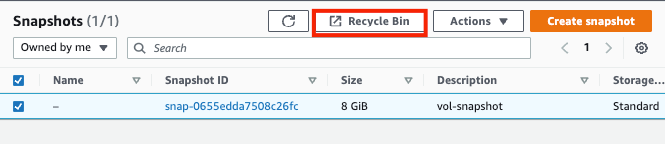 Snapshots (1/1)
Recycle Bin
Actions
Create snapshot
Owned by me
Search
1
Name
Snapshot ID
Size
Description
Storage...
–
snap-0655edda7508c26fc
8 GiB
vol-snapshot
Standard